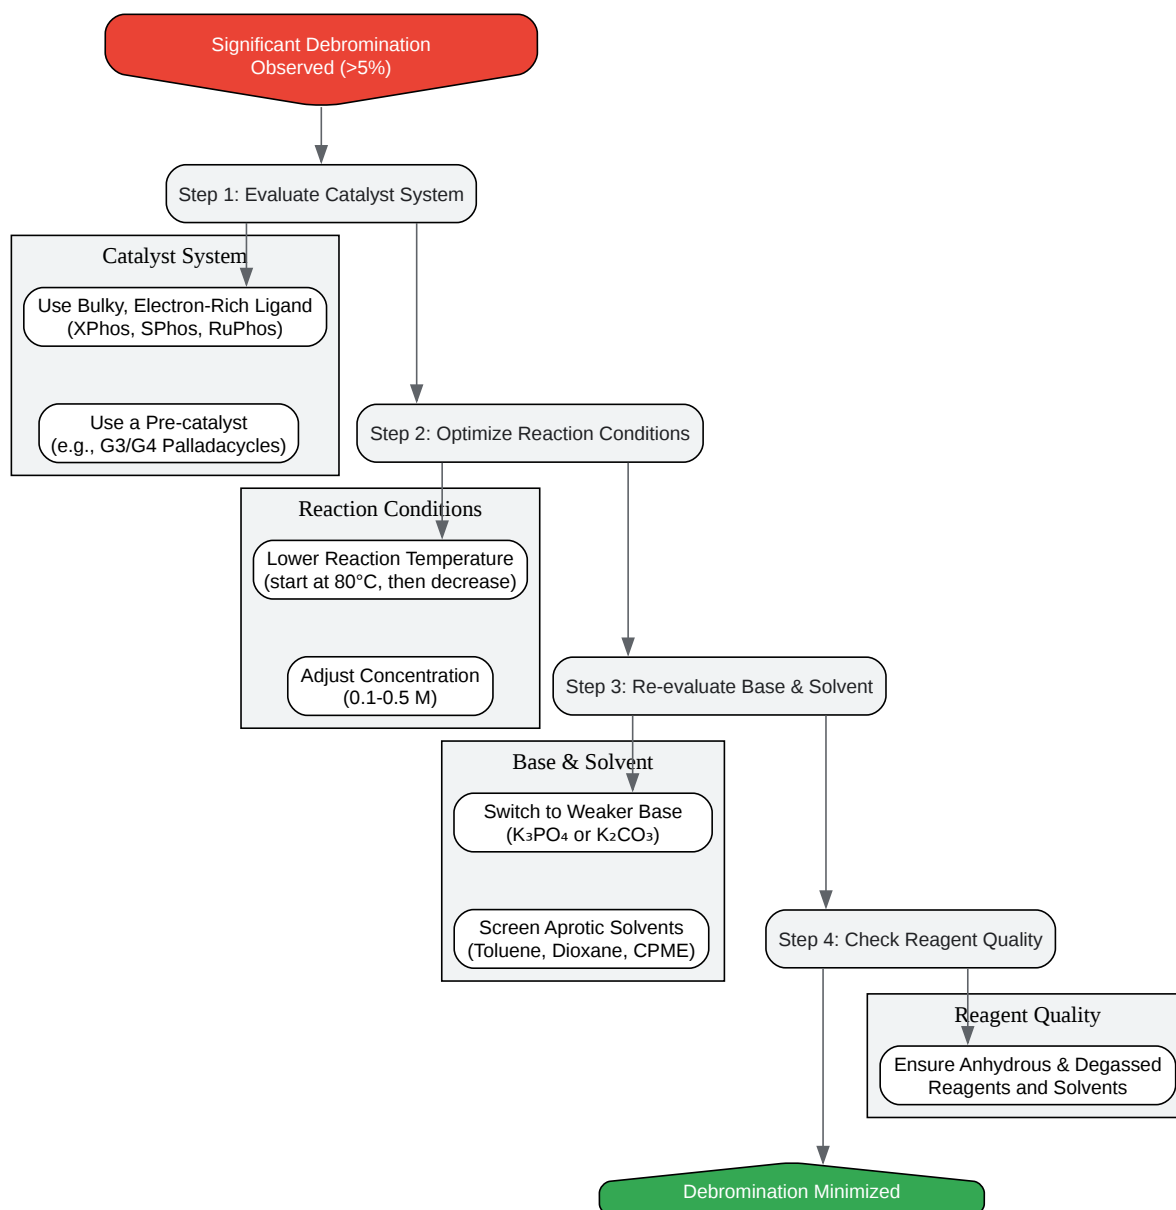 Significant Debromination
Observed (>5%)
Step 1: Evaluate Catalyst System
Catalyst System
Use Bulky, Electron-Rich Ligand
(XPhos, SPhos, RuPhos)
Use a Pre-catalyst
(e.g., G3/G4 Palladacycles)
Step 2: Optimize Reaction Conditions
Reaction Conditions
Lower Reaction Temperature
(start at 80°C, then decrease)
Adjust Concentration
(0.1-0.5 M)
Step 3: Re-evaluate Base & Solvent
Base & Solvent
Switch to Weaker Base
(K₃PO₄ or K₂CO₃)
Screen Aprotic Solvents
(Toluene, Dioxane, CPME)
Step 4: Check Reagent Quality
Reagent Quality
Ensure Anhydrous & Degassed
Reagents and Solvents
Debromination Minimized